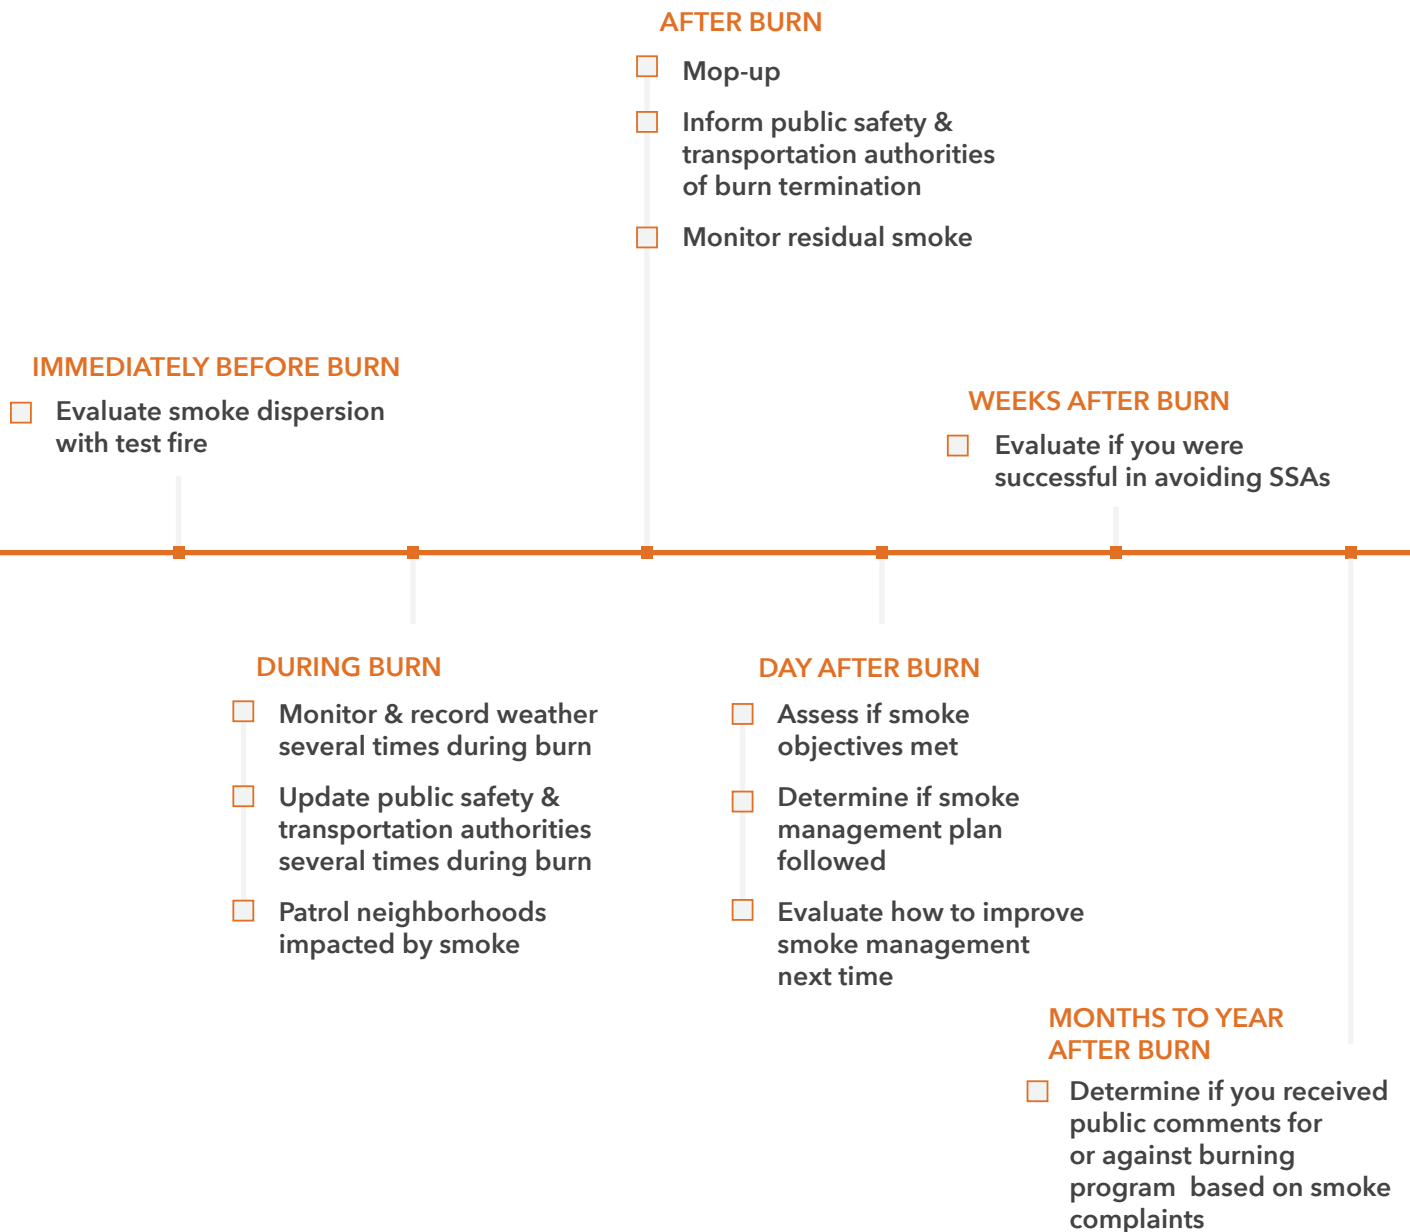 AFTER BURN
Mop-up
Inform public safety &
transportation authorities
of burn termination
Monitor residual smoke
IMMEDIATELY BEFORE BURN
Evaluate smoke dispersion
with test fire
WEEKS AFTER BURN
Evaluate if you were
successful in avoiding SSAs
DURING BURN
Monitor & record weather
several times during burn
Update public safety &
transportation authorities
several times during burn
Patrol neighborhoods
impacted by smoke
DAY AFTER BURN
Assess if smoke
objectives met
Determine if smoke
management plan
followed
Evaluate how to improve
smoke management
next time
MONTHS TO YEAR
AFTER BURN
Determine if you received
public comments for
or against burning
program  based on smoke
complaints